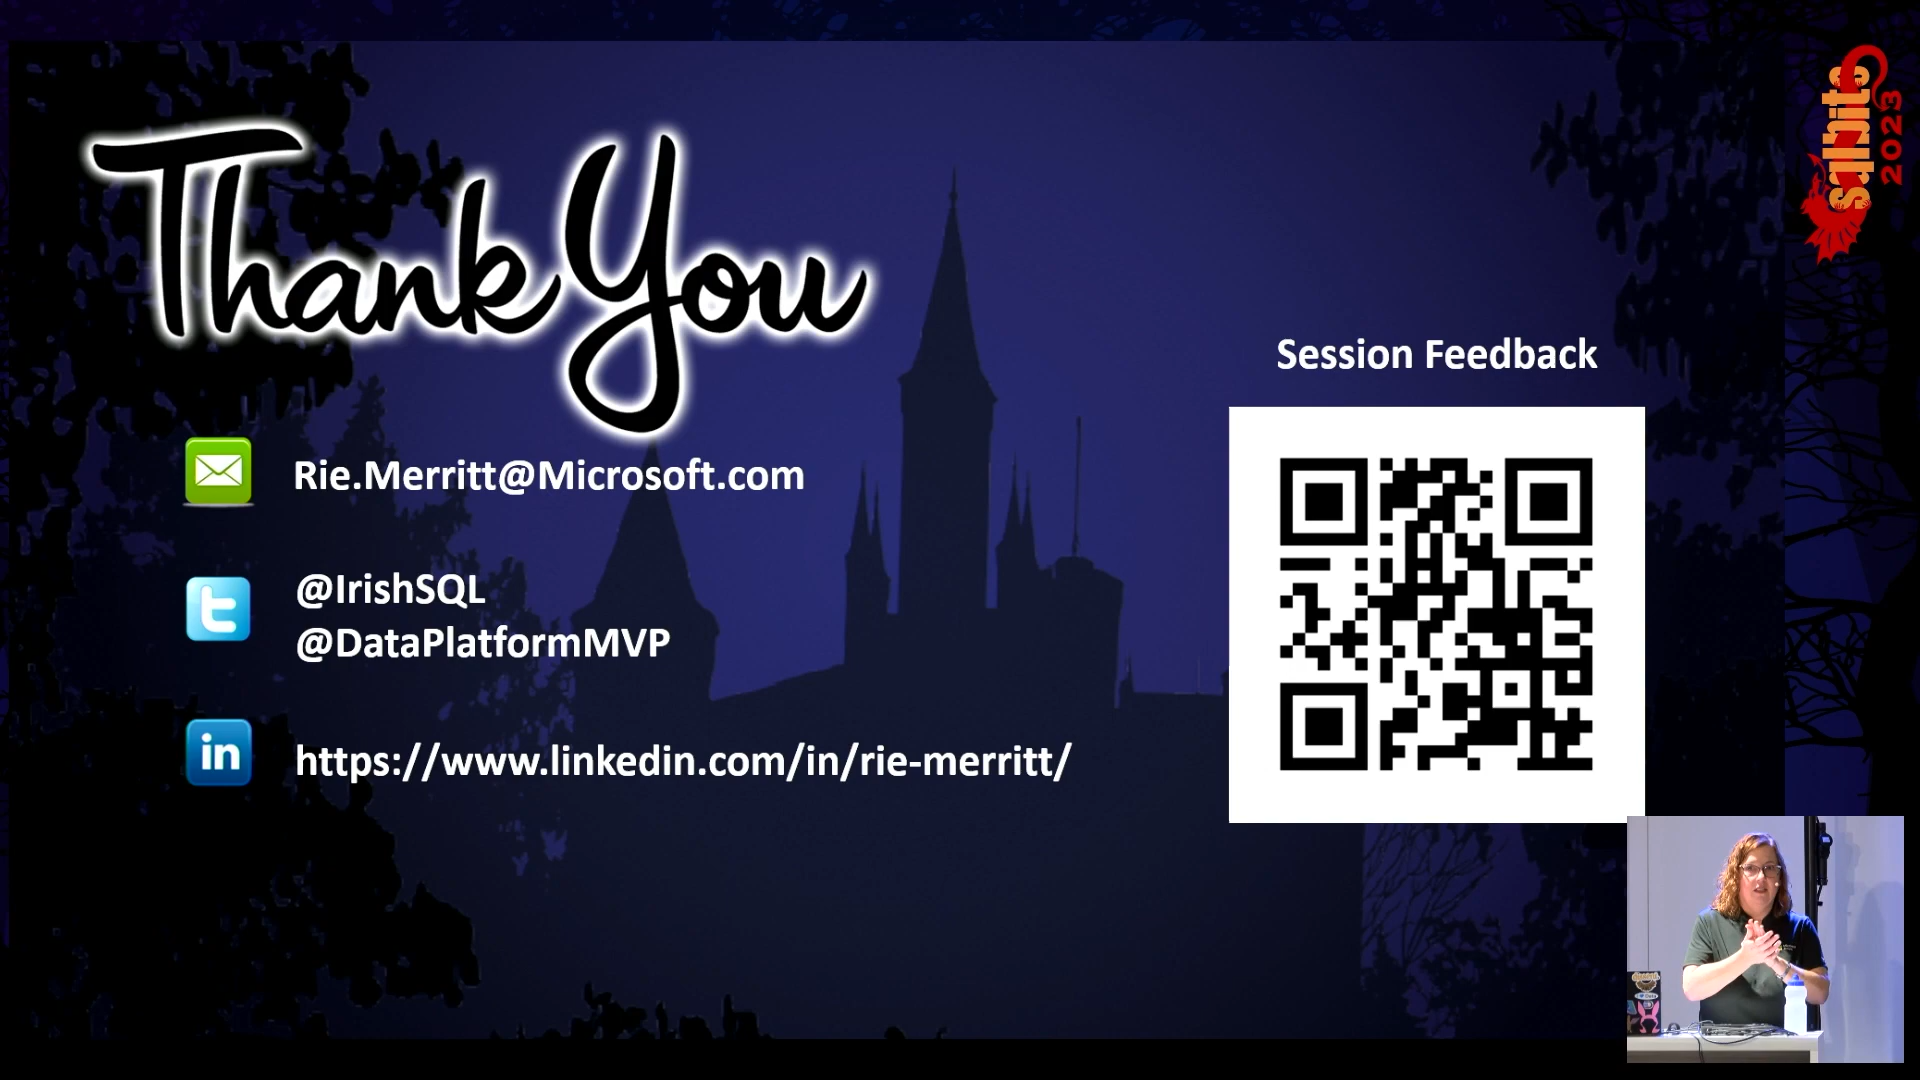 Thank You
sqlbits
2023
Session Feedback
Rie.Merritt@Microsoft.com
@IrishSQL
@DataPlatformMVP
in
https://www.linkedin.com/in/rie-merritt/